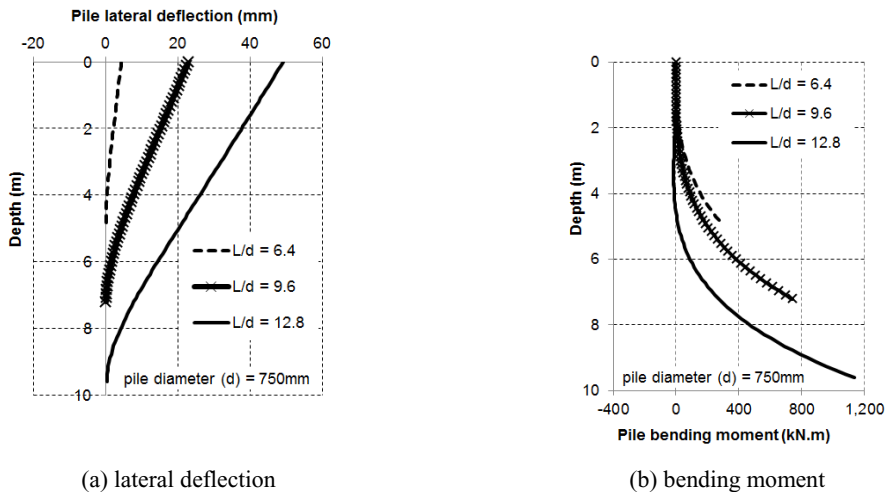 Pile lateral deflection (mm)
-20 0 20 40 60
0
2
4
6
8
10
Depth (m)
L/d = 6.4
L/d = 9.6
L/d = 12.8
pile diameter (d) = 750mm
(a) lateral deflection
0
2
4
6
8
10
Depth (m)
L/d = 6.4
L/d = 9.6
L/d = 12.8
pile diameter (d) = 750mm
-400 0 400 800 1,200
Pile bending moment (kN.m)
(b) bending moment